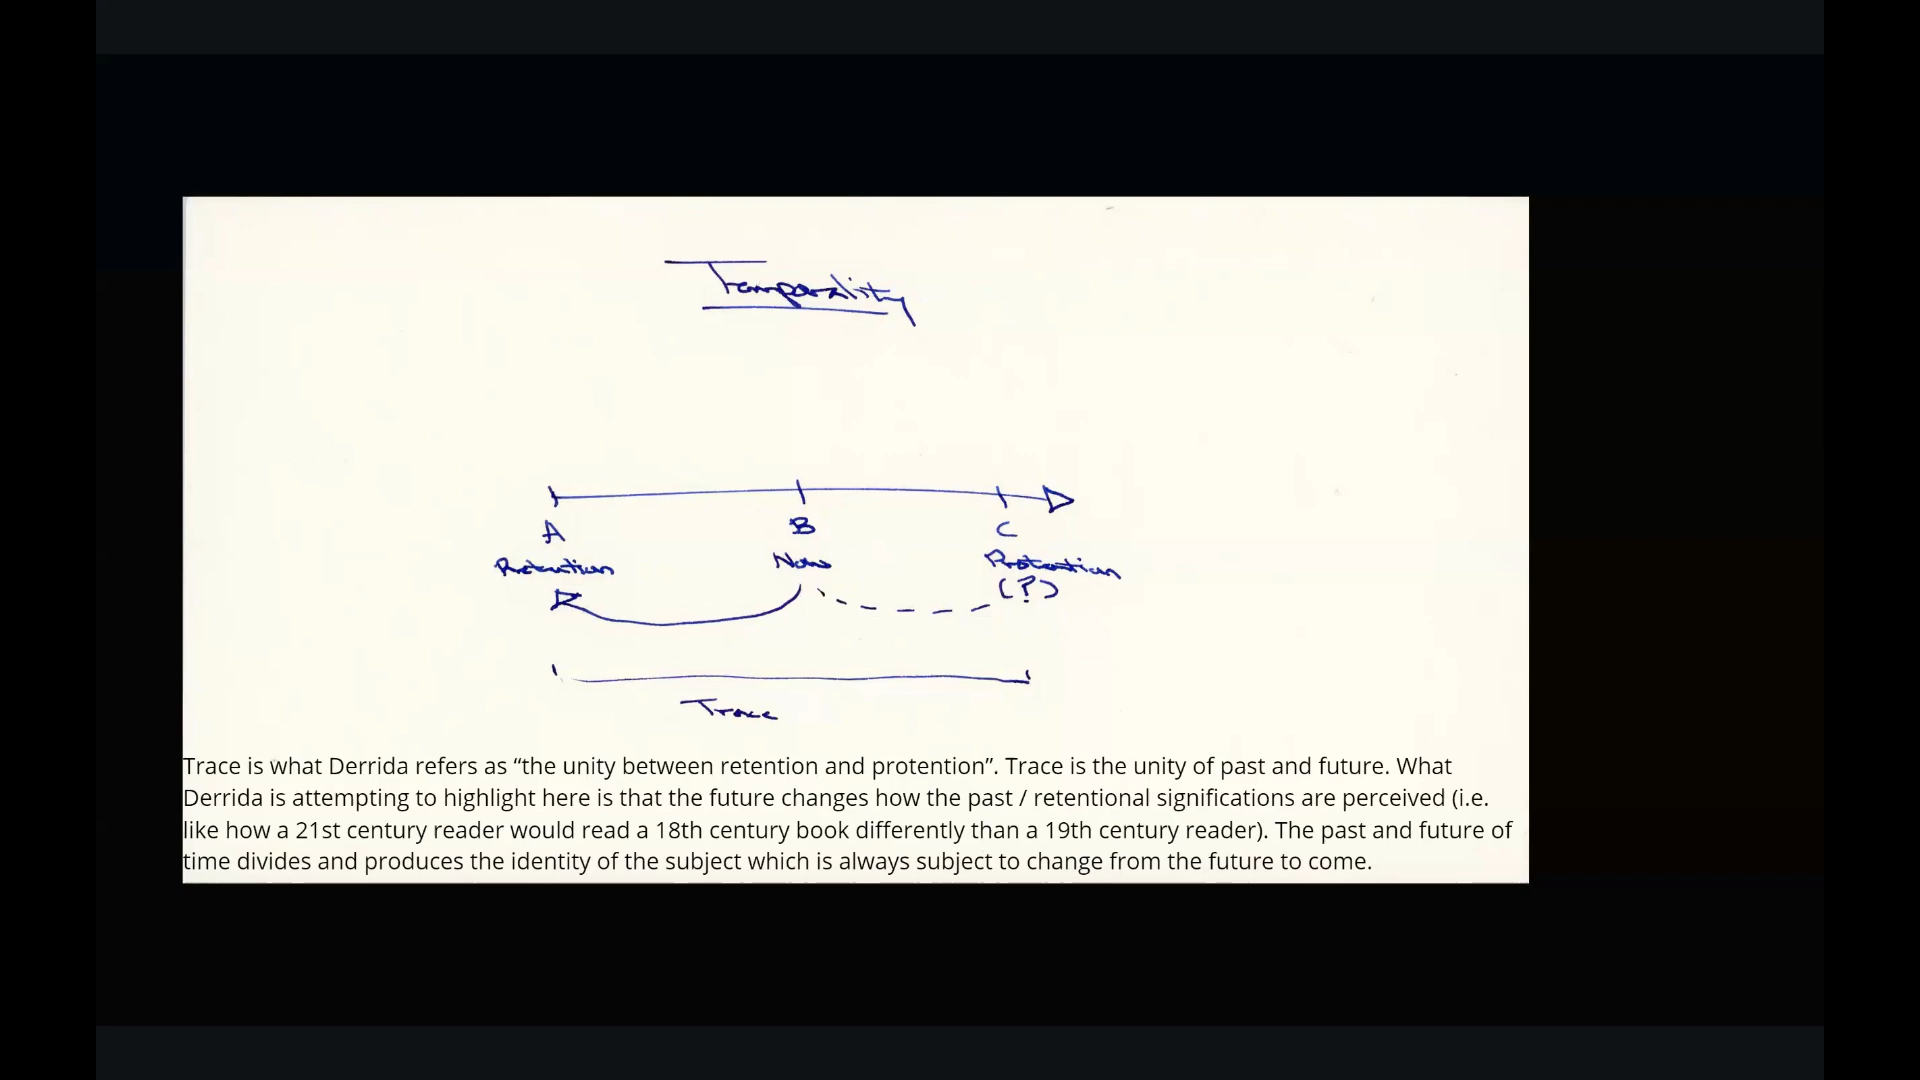 Temporality
A B C
Retention Now Protention
(?)
Trace
Trace is what Derrida refers as “the unity between retention and protention”. Trace is the unity of past and future. What
Derrida is attempting to highlight here is that the future changes how the past / retentional significations are perceived (i.e.
like how a 21st century reader would read a 18th century book differently than a 19th century reader). The past and future of
time divides and produces the identity of the subject which is always subject to change from the future to come.